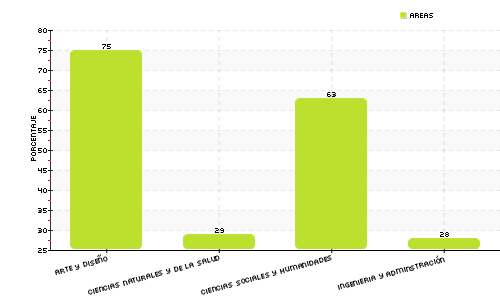 AREAS
PORCENTAJE
80
75
70
65
60
55
50
45
40
35
30
25
75
29
63
28
ARTE Y DISEÑO
CIENCIAS NATURALES Y DE LA SALUD
CIENCIAS SOCIALES Y HUMANIDADES
INGENIERIA Y ADMINSTRACIÓN